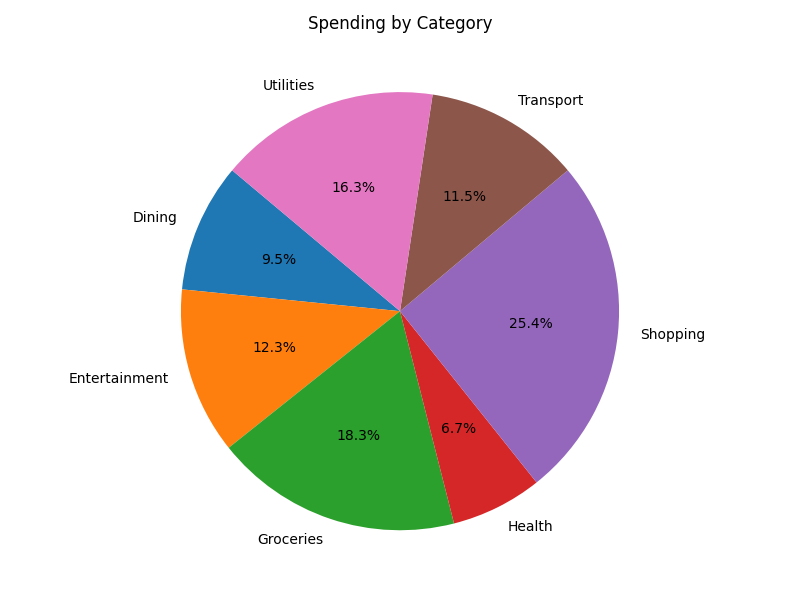 Spending by Category
Utilities
Transport
16.3%
11.5%
Dining
9.5%
25.4%
Shopping
12.3%
Entertainment
18.3%
6.7%
Health
Groceries